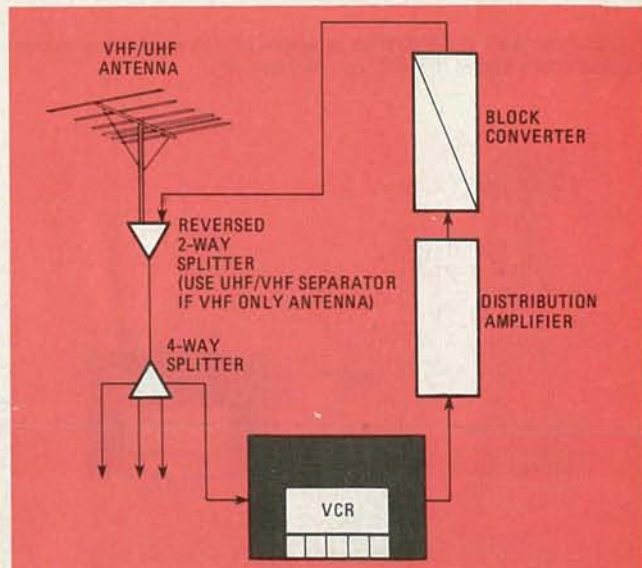 VHF/UHF
ANTENNA
BLOCK
CONVERTER
REVERSED
2-WAY
SPLITTER
(USE UHF/VHF SEPARATOR
IF VHF ONLY ANTENNA)
DISTRIBUTION
AMPLIFIER
4-WAY
SPLITTER
VCR